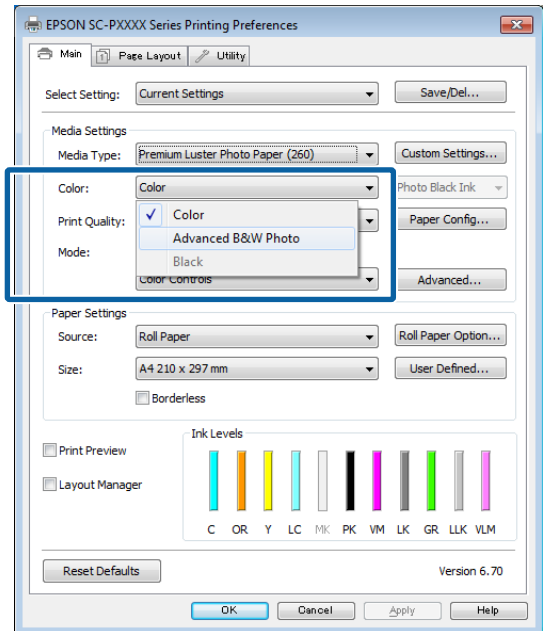 EPSON SC-PXXXX Series Printing Preferences
Main
Page Layout
Utility
Select Setting: Current Settings Save/Del...
Media Settings
Media Type: Premium Luster Photo Paper (260) Custom Settings...
Color: Color Photo Black Ink
Print Quality: Paper Config...
Color
Advanced B&W Photo
Black
Mode:
Color Controls Advanced...
Paper Settings
Source: Roll Paper Roll Paper Option...
Size: A4 210 x 297 mm User Defined...
Borderless
Ink Levels
Print Preview
Layout Manager
C OR Y LC MK PK VM LK GR LLK VLM
Reset Defaults Version 6.70
OK Cancel Apply Help